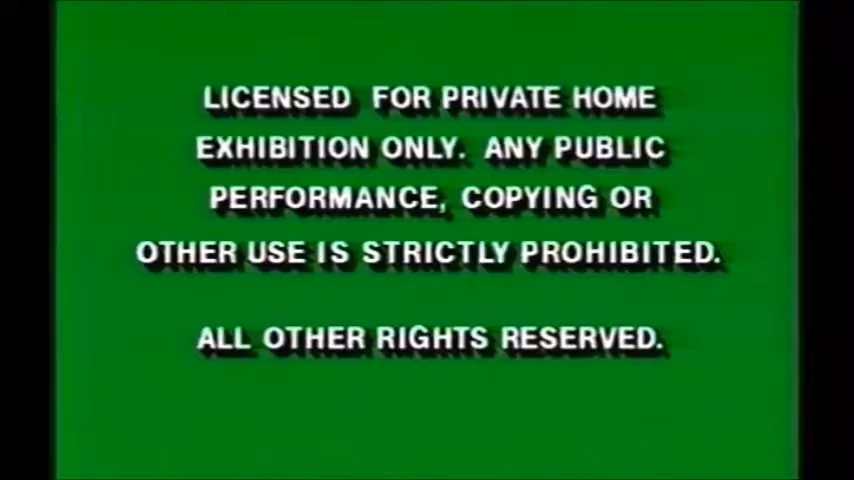 LICENSED FOR PRIVATE HOME
EXHIBITION ONLY. ANY PUBLIC
PERFORMANCE, COPYING OR
OTHER USE IS STRICTLY PROHIBITED.
ALL OTHER RIGHTS RESERVED.